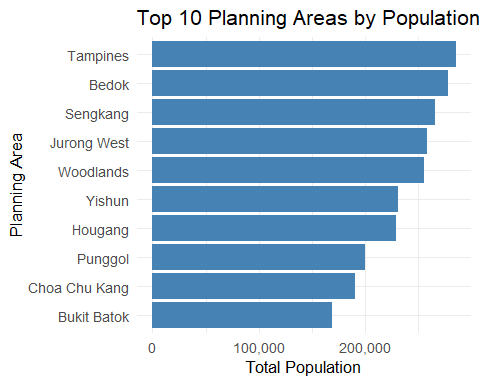 Top 10 Planning Areas by Population
Tampines
Bedok
Sengkang
Jurong West
Woodlands
Yishun
Hougang
Punggol
Choa Chu Kang
Bukit Batok
Planning Area
0 100,000 200,000
Total Population